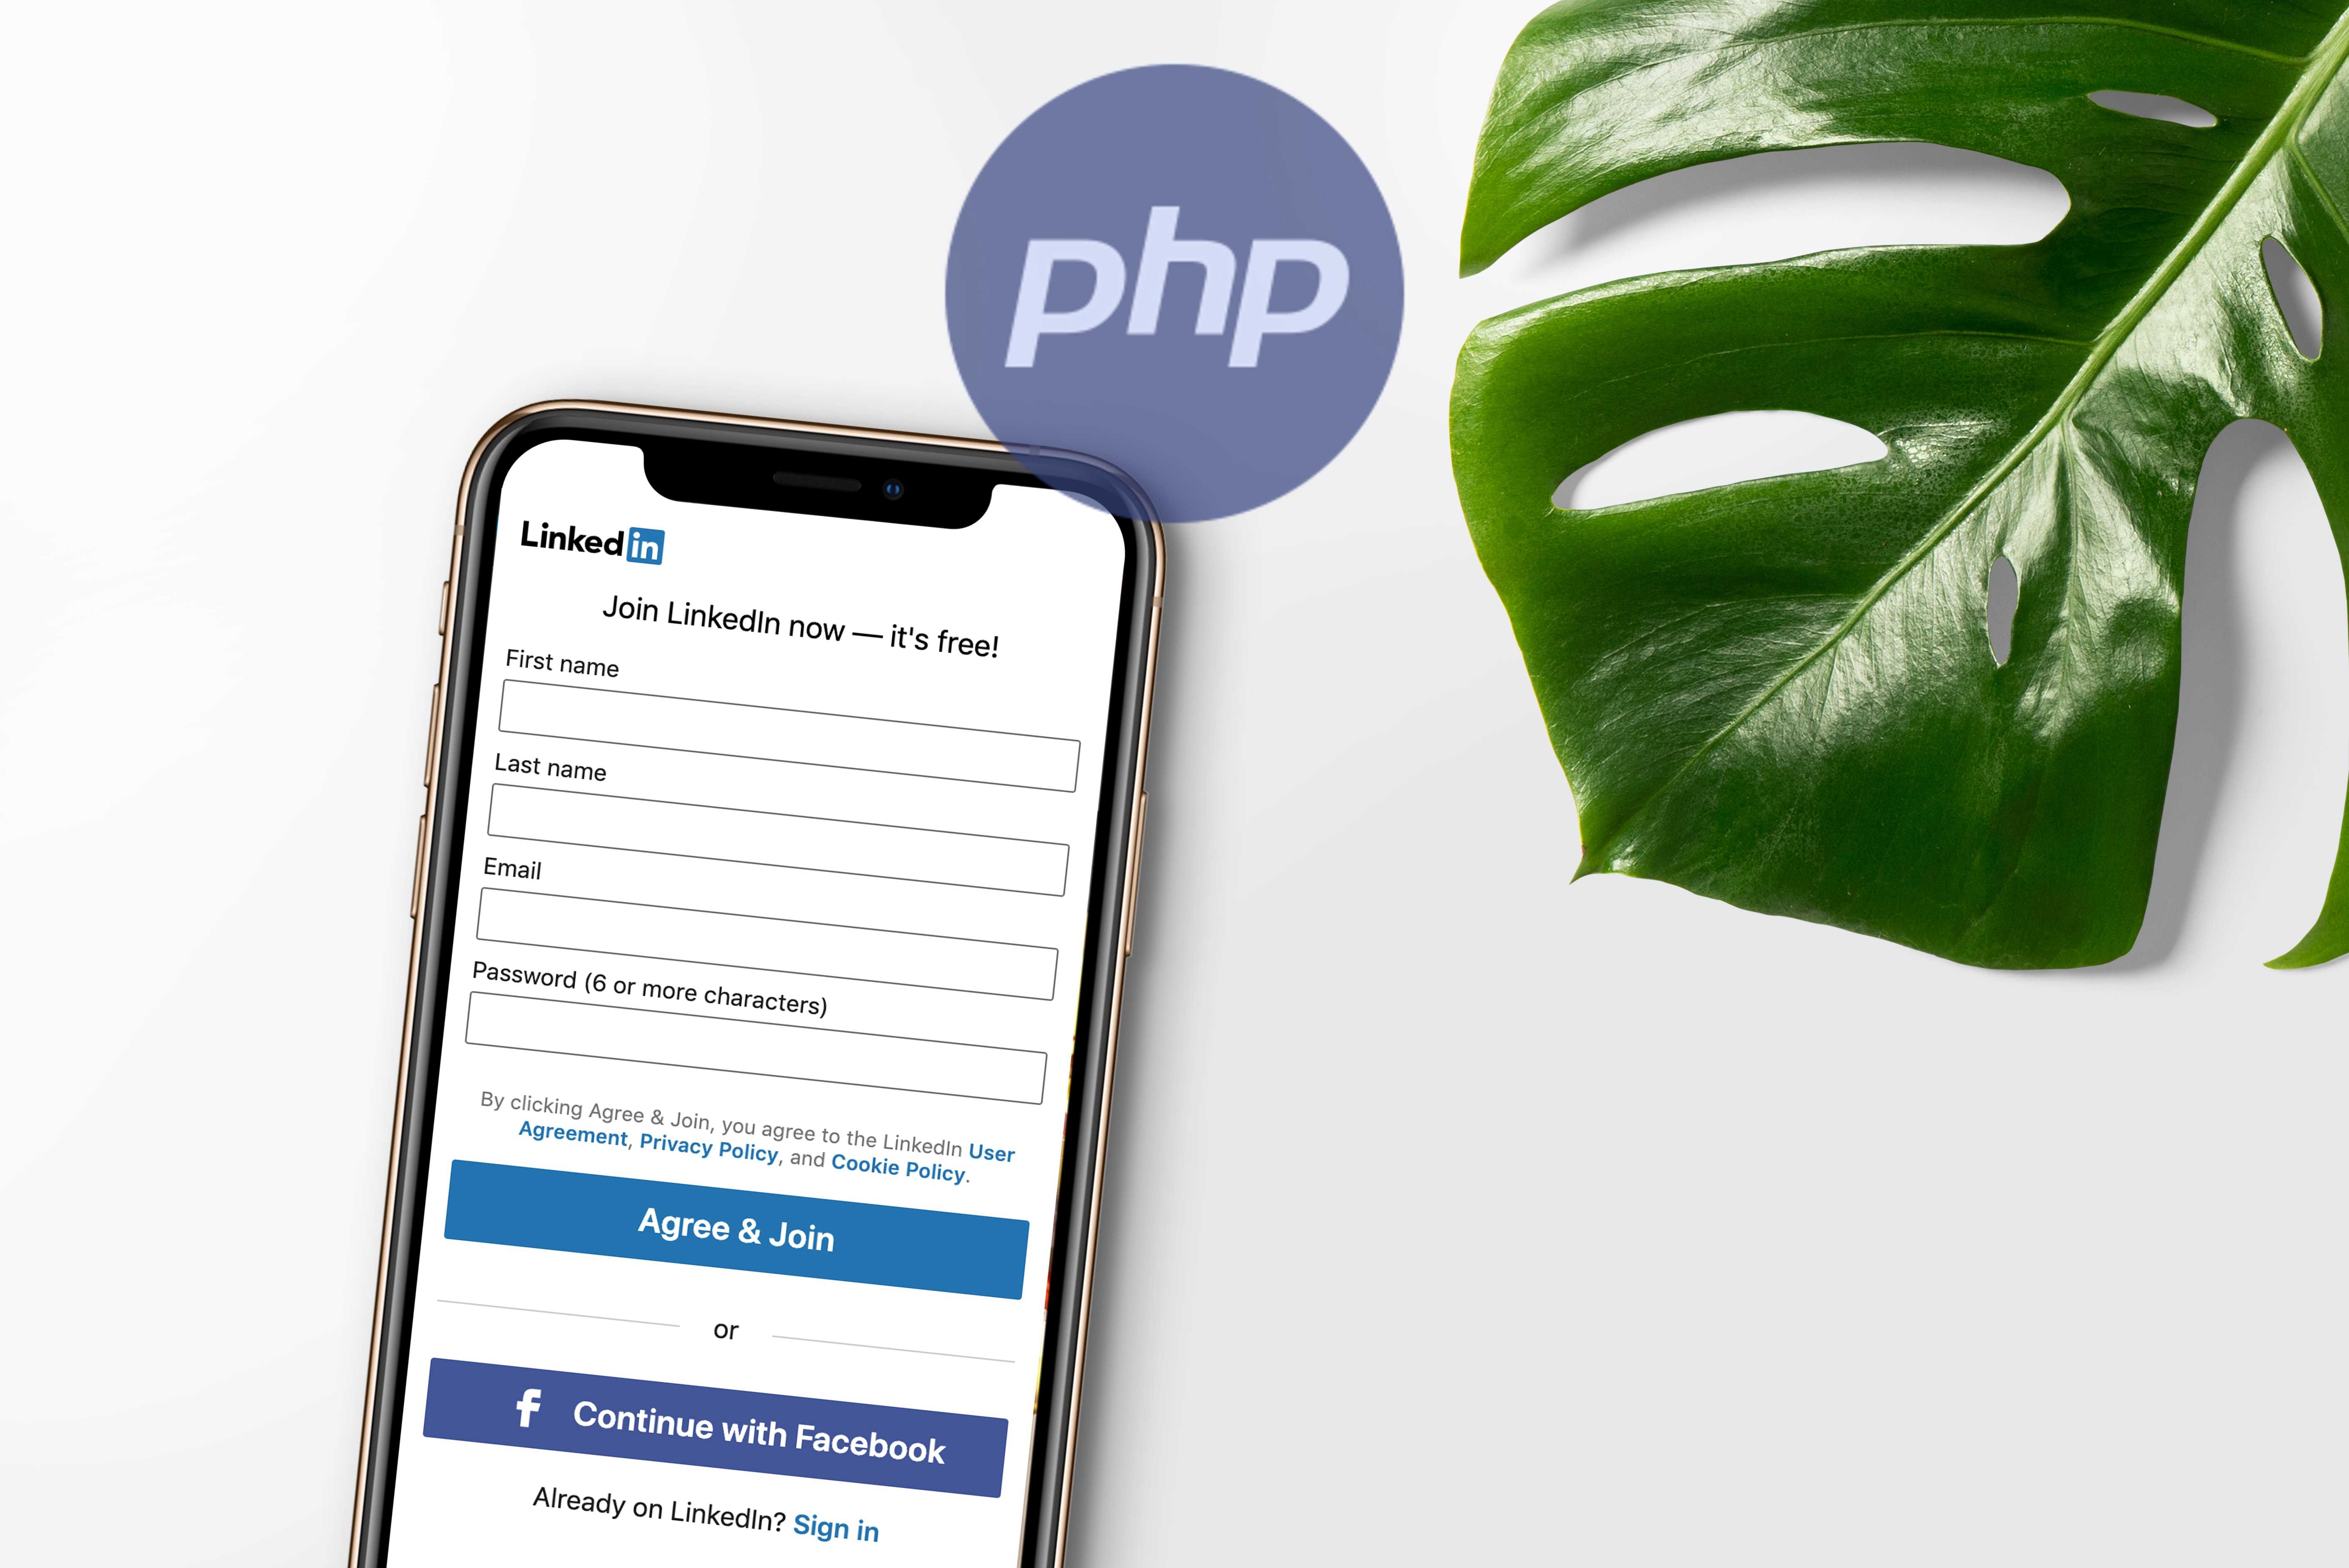 php
Linked in
Join LinkedIn now — it's free!
First name
Last name
Email
Password (6 or more characters)
By clicking Agree & Join, you agree to the LinkedIn User
Agreement, Privacy Policy, and Cookie Policy.
Agree & Join
or
f Continue with Facebook
Already on LinkedIn? Sign in